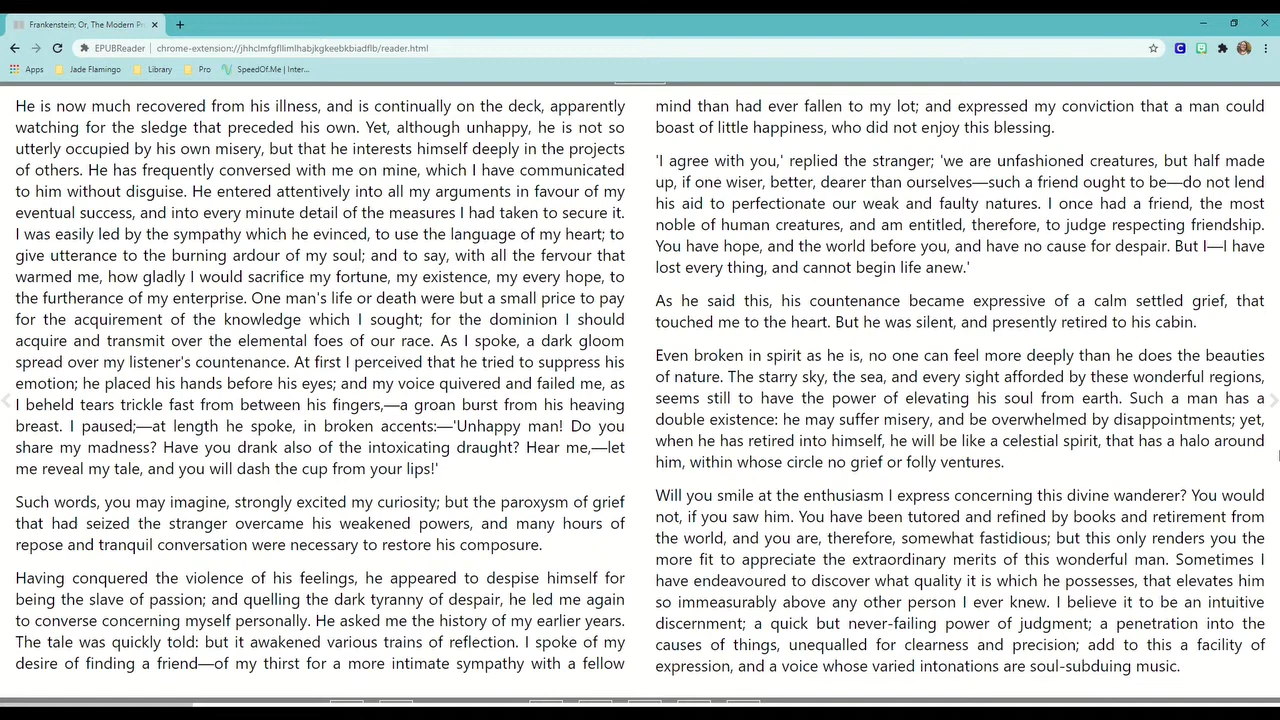 Frankenstein; Or, The Modern Pr
EPUBReader
chrome-extension://jhhclmfgfllimlhabjkgkeebkbiadflb/reader.html
Apps
Jade Flamingo
Library
Pro
SpeedOf.Me | Inter...
He is now much recovered from his illness, and is continually on the deck, apparently
watching for the sledge that preceded his own. Yet, although unhappy, he is not so
utterly occupied by his own misery, but that he interests himself deeply in the projects
of others. He has frequently conversed with me on mine, which I have communicated
to him without disguise. He entered attentively into all my arguments in favour of my
eventual success, and into every minute detail of the measures I had taken to secure it.
I was easily led by the sympathy which he evinced, to use the language of my heart; to
give utterance to the burning ardour of my soul; and to say, with all the fervour that
warmed me, how gladly I would sacrifice my fortune, my existence, my every hope, to
the furtherance of my enterprise. One man's life or death were but a small price to pay
for the acquirement of the knowledge which I sought; for the dominion I should
acquire and transmit over the elemental foes of our race. As I spoke, a dark gloom
spread over my listener's countenance. At first I perceived that he tried to suppress his
emotion; he placed his hands before his eyes; and my voice quivered and failed me, as
I beheld tears trickle fast from between his fingers,—a groan burst from his heaving
breast. I paused;—at length he spoke, in broken accents:—'Unhappy man! Do you
share my madness? Have you drank also of the intoxicating draught? Hear me,—let
me reveal my tale, and you will dash the cup from your lips!'
Such words, you may imagine, strongly excited my curiosity; but the paroxysm of grief
that had seized the stranger overcame his weakened powers, and many hours of
repose and tranquil conversation were necessary to restore his composure.
Having conquered the violence of his feelings, he appeared to despise himself for
being the slave of passion; and quelling the dark tyranny of despair, he led me again
to converse concerning myself personally. He asked me the history of my earlier years.
The tale was quickly told: but it awakened various trains of reflection. I spoke of my
desire of finding a friend—of my thirst for a more intimate sympathy with a fellow
mind than had ever fallen to my lot; and expressed my conviction that a man could
boast of little happiness, who did not enjoy this blessing.
'I agree with you,' replied the stranger; 'we are unfashioned creatures, but half made
up, if one wiser, better, dearer than ourselves—such a friend ought to be—do not lend
his aid to perfectionate our weak and faulty natures. I once had a friend, the most
noble of human creatures, and am entitled, therefore, to judge respecting friendship.
You have hope, and the world before you, and have no cause for despair. But I—I have
lost every thing, and cannot begin life anew.'
As he said this, his countenance became expressive of a calm settled grief, that
touched me to the heart. But he was silent, and presently retired to his cabin.
Even broken in spirit as he is, no one can feel more deeply than he does the beauties
of nature. The starry sky, the sea, and every sight afforded by these wonderful regions,
seems still to have the power of elevating his soul from earth. Such a man has a
double existence: he may suffer misery, and be overwhelmed by disappointments; yet,
when he has retired into himself, he will be like a celestial spirit, that has a halo around
him, within whose circle no grief or folly ventures.
Will you smile at the enthusiasm I express concerning this divine wanderer? You would
not, if you saw him. You have been tutored and refined by books and retirement from
the world, and you are, therefore, somewhat fastidious; but this only renders you the
more fit to appreciate the extraordinary merits of this wonderful man. Sometimes I
have endeavoured to discover what quality it is which he possesses, that elevates him
so immeasurably above any other person I ever knew. I believe it to be an intuitive
discernment; a quick but never-failing power of judgment; a penetration into the
causes of things, unequalled for clearness and precision; add to this a facility of
expression, and a voice whose varied intonations are soul-subduing music.